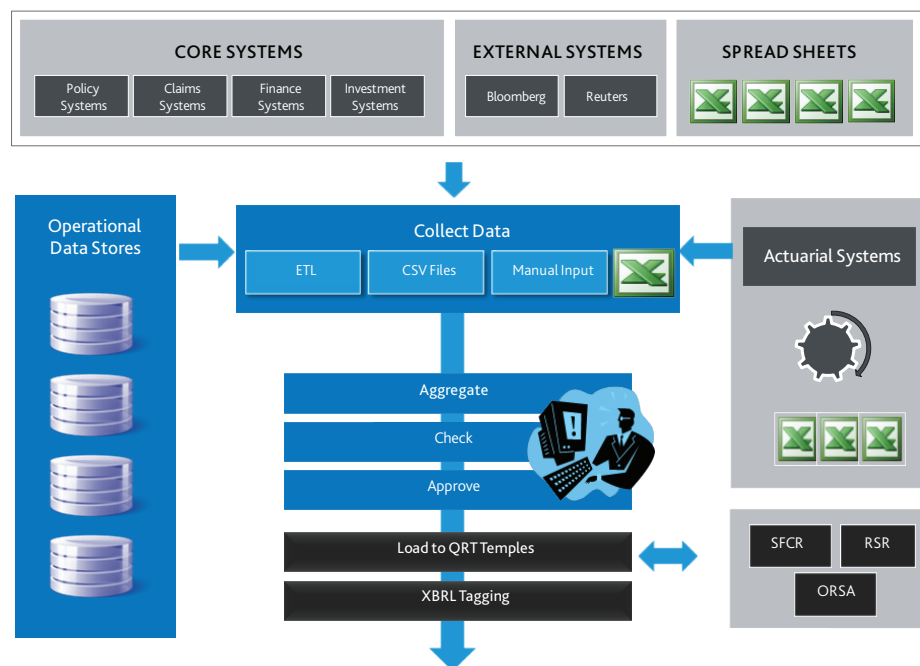 CORE SYSTEMS
Policy
Systems
Claims
Systems
Finance
Systems
Investment
Systems
EXTERNAL SYSTEMS
Bloomberg
Reuters
SPREAD SHEETS
Operational
Data Stores
Collect Data
ETL
CSV Files
Manual Input
Actuarial Systems
Aggregate
Check
Approve
Load to QRT Temples
XBRL Tagging
SFCR
RSR
ORSA